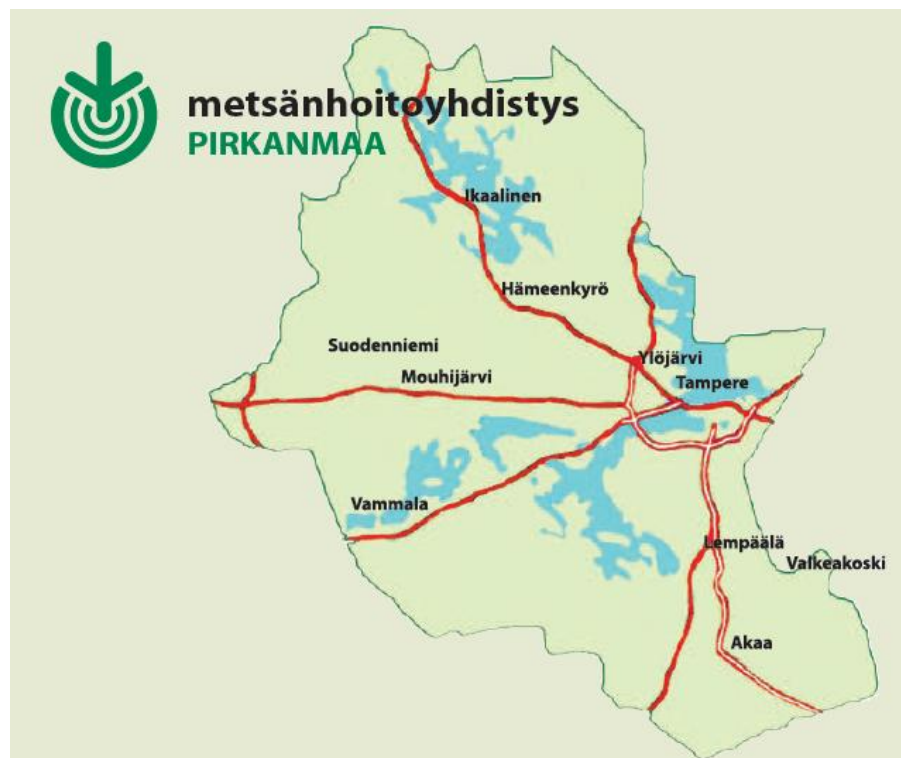 metsänhoitoyhdistys
PIRKANMAA
Ikaalinen
Hämeenkyrö
Suodenniemi
Ylöjärvi
Mouhijärvi
Tampere
Vammala
Lempäälä
Valkeakoski
Akaa